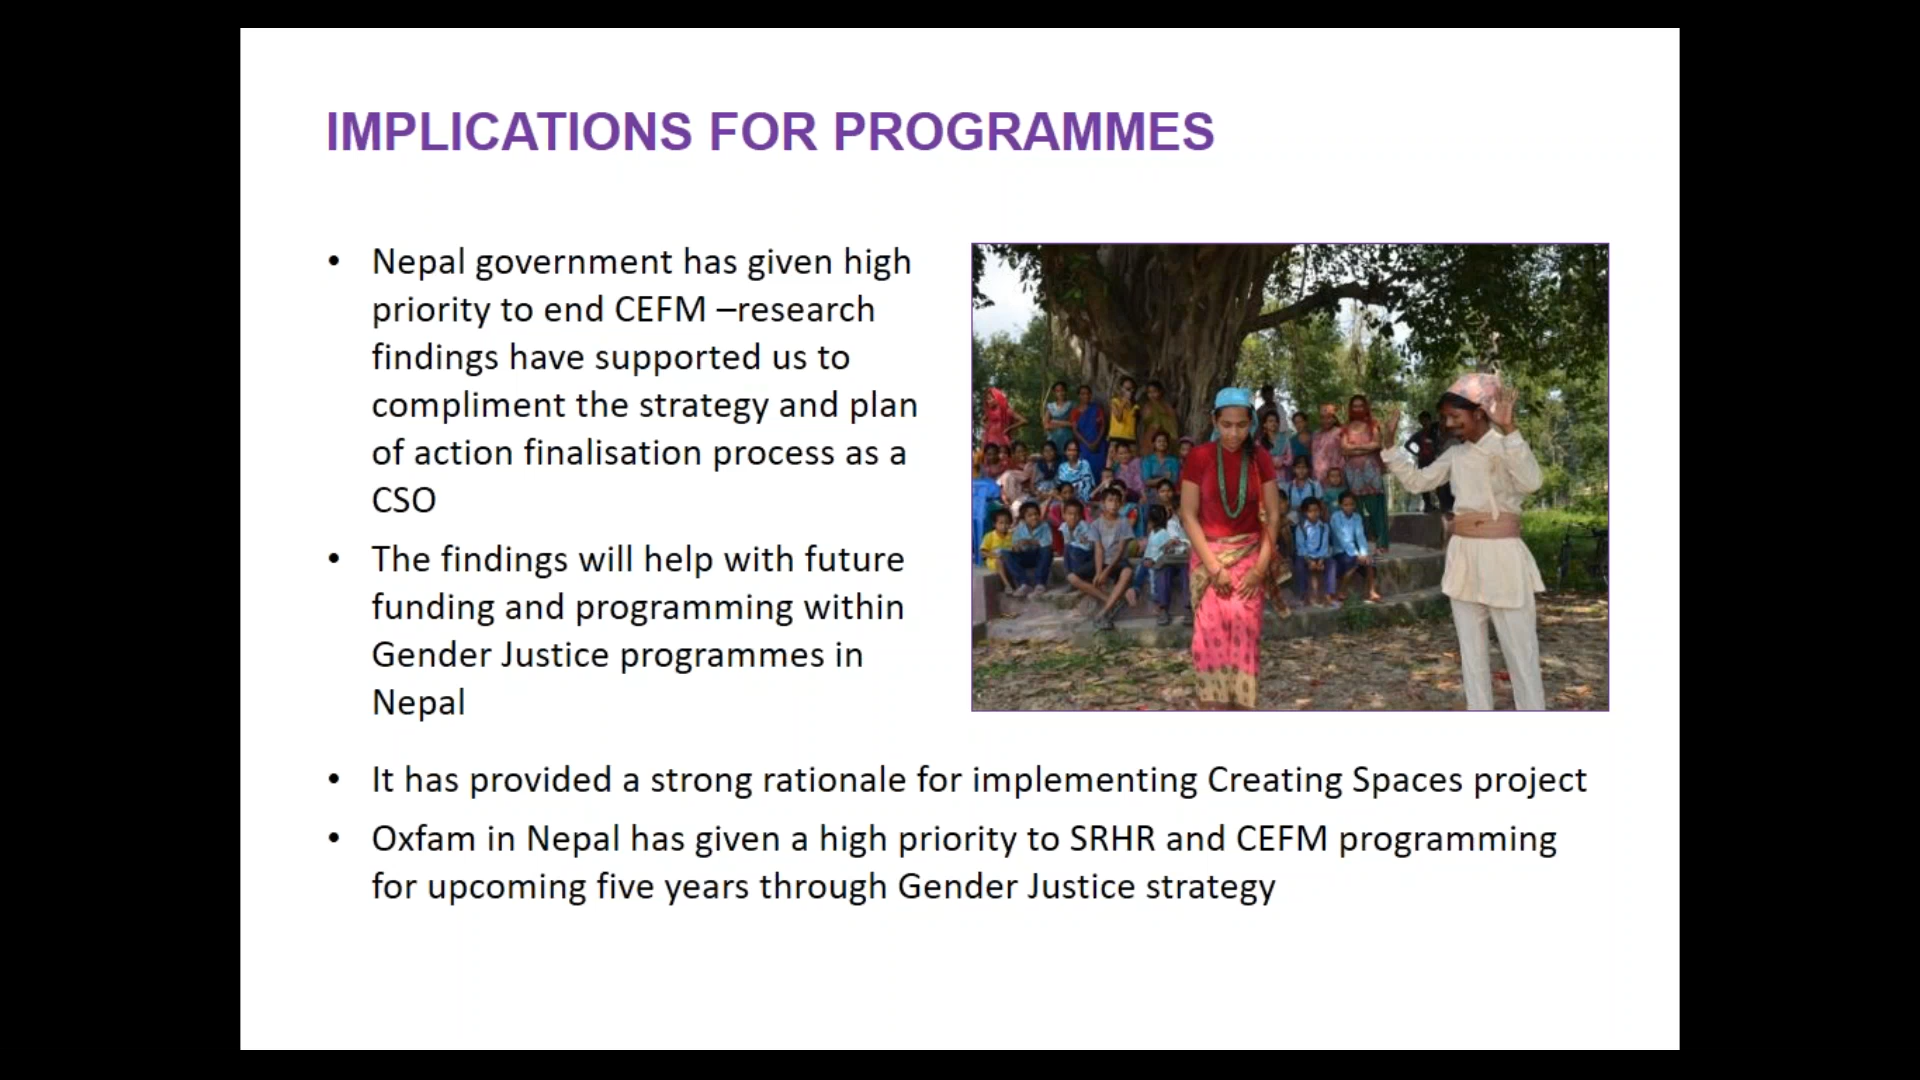 IMPLICATIONS FOR PROGRAMMES
• Nepal government has given high
priority to end CEFM –research
findings have supported us to
compliment the strategy and plan
of action finalisation process as a
CSO
• The findings will help with future
funding and programming within
Gender Justice programmes in
Nepal
• It has provided a strong rationale for implementing Creating Spaces project
• Oxfam in Nepal has given a high priority to SRHR and CEFM programming
for upcoming five years through Gender Justice strategy